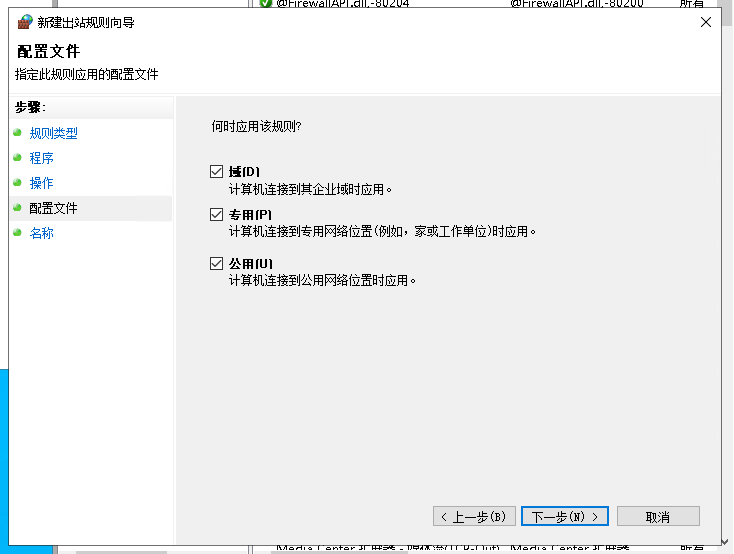 @FirewallAPI.dll,-80204 @FirewallAPI.dll,-80200 所有
新建出站规则向导
配置文件
指定此规则应用的配置文件
步骤:
规则类型
程序
操作
配置文件
名称
何时应用该规则?
域(D)
计算机连接到其企业域时应用。
专用(P)
计算机连接到专用网络位置(例如，家或工作单位)时应用。
公用(U)
计算机连接到公用网络位置时应用。
< 上一步(B) 下一步(N) > 取消
Media Center 扩展器 - 媒体流(TCP-Out) Media Center 扩展器 所有